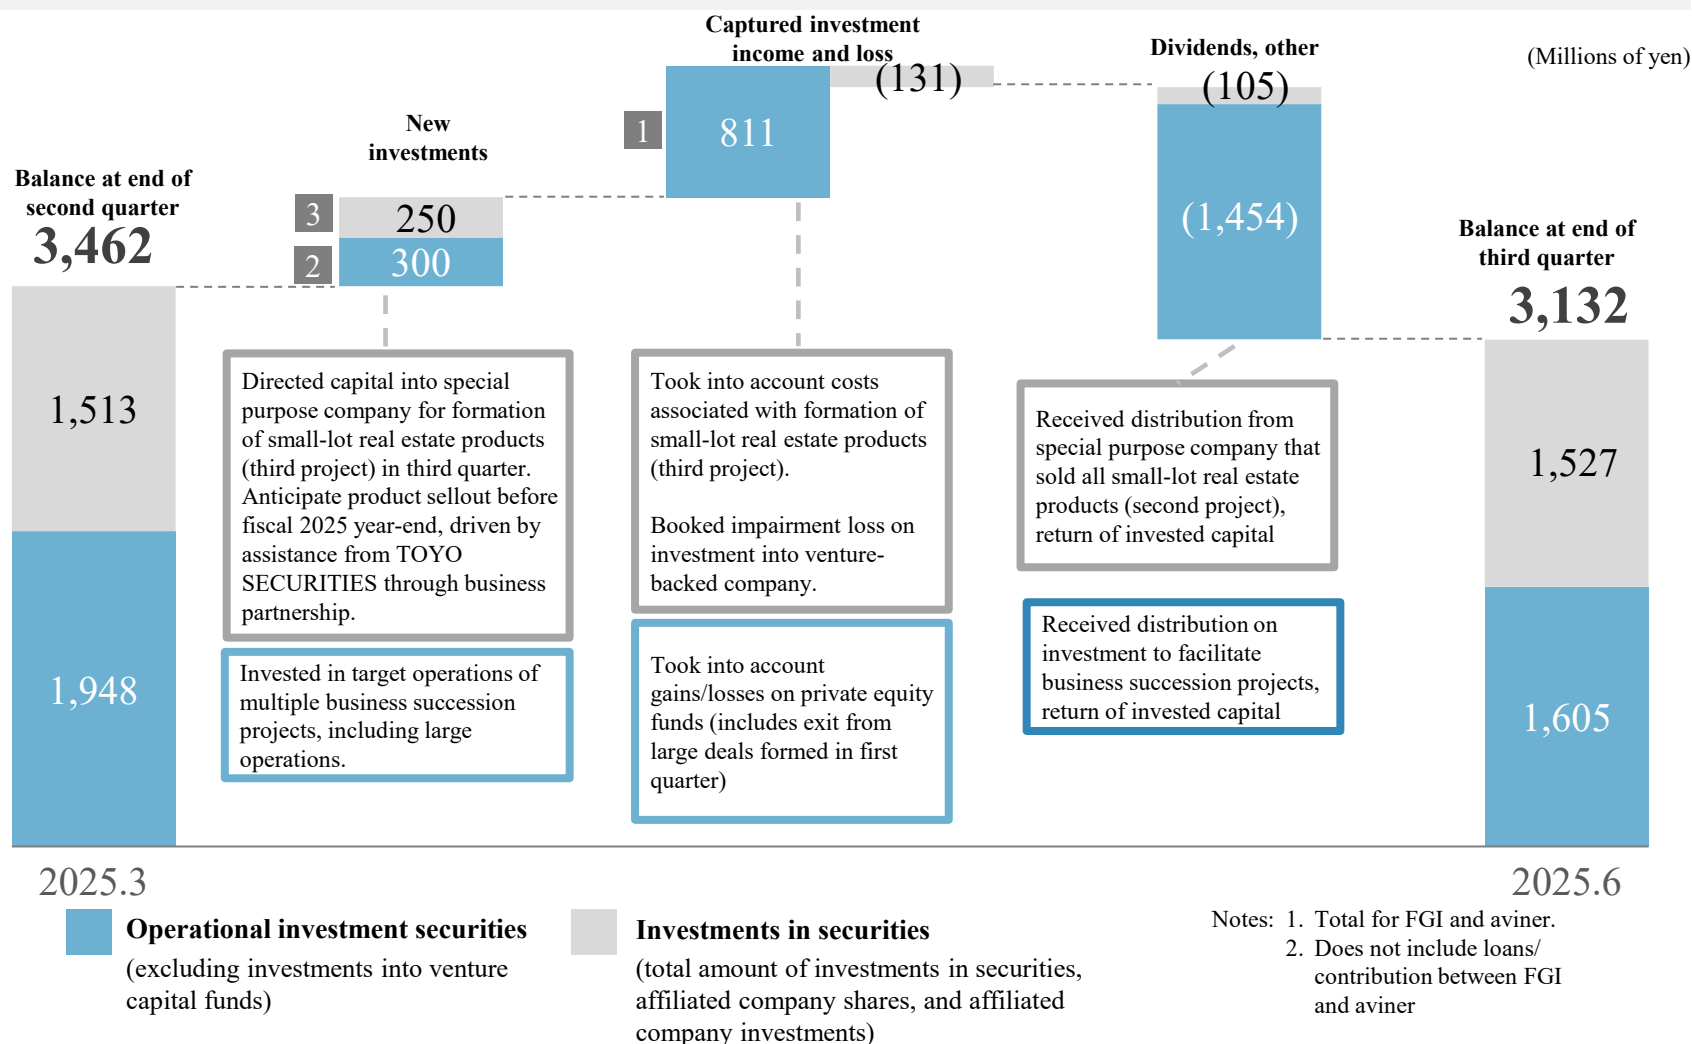 (Millions of yen)
Balance at end of
second quarter
3,462
1,513
1,948
2025.3
New
investments
3
250
2
300
Directed capital into special
purpose company for formation
of small-lot real estate products
(third project) in third quarter.
Anticipate product sellout before
fiscal 2025 year-end, driven by
assistance from TOYO
SECURITIES through business
partnership.
Invested in target operations of
multiple business succession
projects, including large
operations.
Captured investment
income and loss
(131)
1
811
Took into account costs
associated with formation of
small-lot real estate products
(third project).
Booked impairment loss on
investment into venture-
backed company.
Took into account
gains/losses on private equity
funds (includes exit from
large deals formed in first
quarter)
Dividends, other
(105)
(1,454)
Received distribution from
special purpose company that
sold all small-lot real estate
products (second project),
return of invested capital
Received distribution on
investment to facilitate
business succession projects,
return of invested capital
Balance at end of
third quarter
3,132
1,527
1,605
2025.6
Operational investment securities
(excluding investments into venture
capital funds)
Investments in securities
(total amount of investments in securities,
affiliated company shares, and affiliated
company investments)
Notes: 1. Total for FGI and aviner.
2. Does not include loans/
contribution between FGI
and aviner